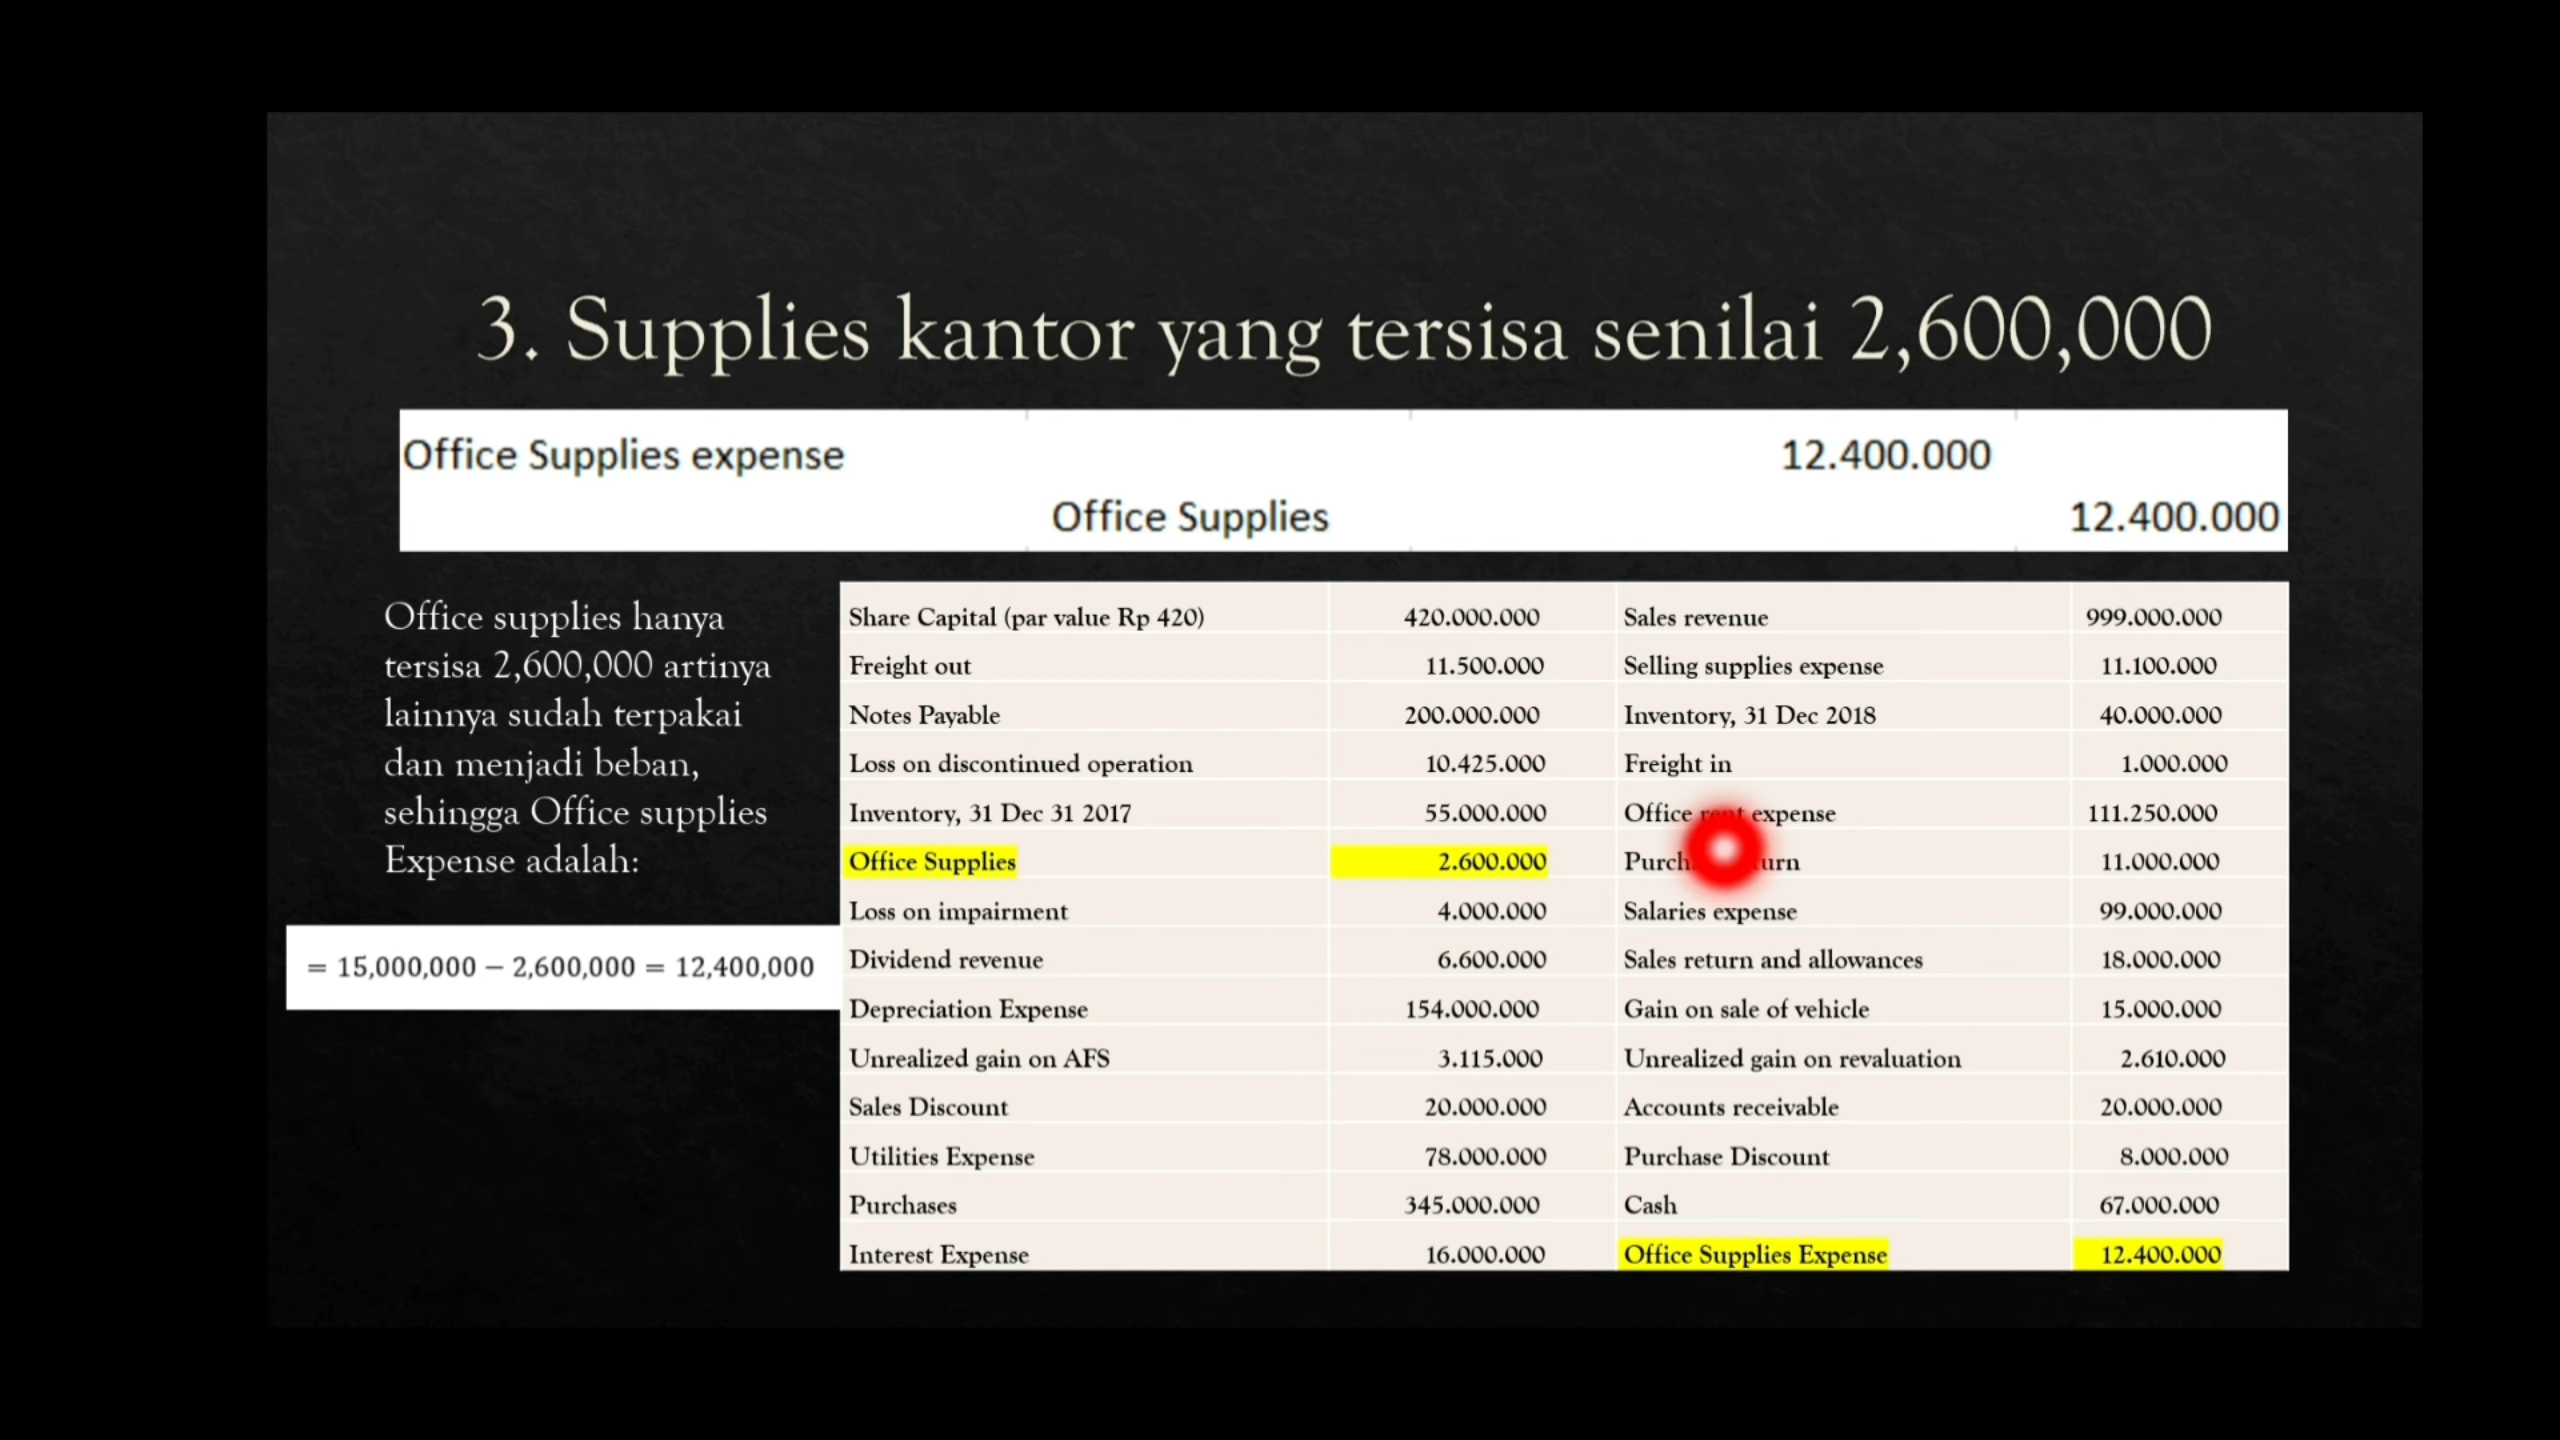 3. Supplies kantor yang tersisa senilai 2,600,000
Office Supplies expense 12.400.000
Office Supplies 12.400.000
Office supplies hanya
tersisa 2,600,000 artinya
lainnya sudah terpakai
dan menjadi beban,
sehingga Office supplies
Expense adalah:
= 15,000,000 − 2,600,000 = 12,400,000
Share Capital (par value Rp 420) 420.000.000 Sales revenue 999.000.000
Freight out 11.500.000 Selling supplies expense 11.100.000
Notes Payable 200.000.000 Inventory, 31 Dec 2018 40.000.000
Loss on discontinued operation 10.425.000 Freight in 1.000.000
Inventory, 31 Dec 31 2017 55.000.000 Office rent expense 111.250.000
Office Supplies 2.600.000 11.000.000
Loss on impairment 4.000.000 Salaries expense 99.000.000
Dividend revenue 6.600.000 Sales return and allowances 18.000.000
Depreciation Expense 154.000.000 Gain on sale of vehicle 15.000.000
Unrealized gain on AFS 3.115.000 Unrealized gain on revaluation 2.610.000
Sales Discount 20.000.000 Accounts receivable 20.000.000
Utilities Expense 78.000.000 Purchase Discount 8.000.000
Purchases 345.000.000 Cash 67.000.000
Interest Expense 16.000.000 Office Supplies Expense 12.400.000